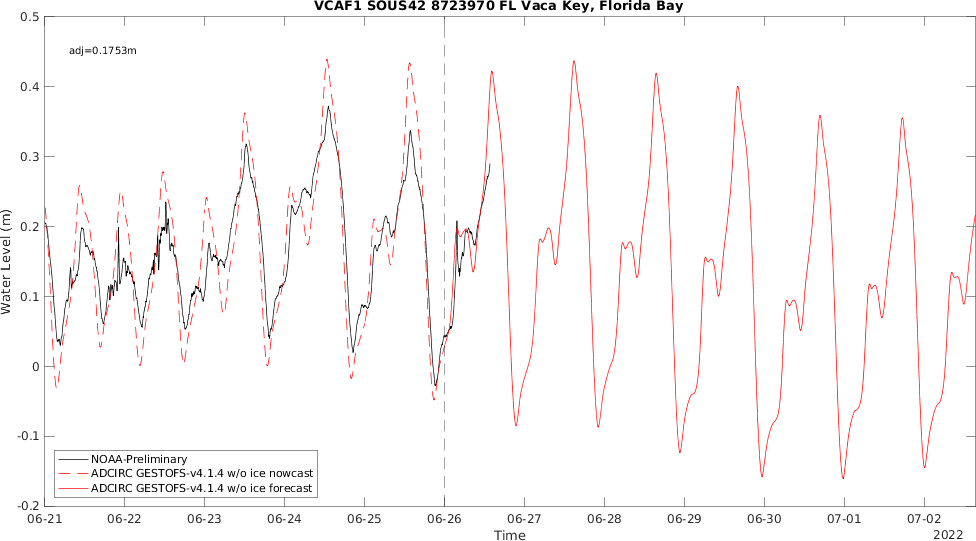 VCAF1 SOUS42 8723970 FL Vaca Key, Florida Bay
adj=0.1753m
0.5
0.4
0.3
0.2
0.1
0
-0.1
-0.2
Water Level (m)
NOAA-Preliminary
ADCIRC GESTOFS-v4.1.4 w/o ice nowcast
ADCIRC GESTOFS-v4.1.4 w/o ice forecast
06-21 06-22 06-23 06-24 06-25 06-26 06-27 06-28 06-29 06-30 07-01 07-02
Time
2022